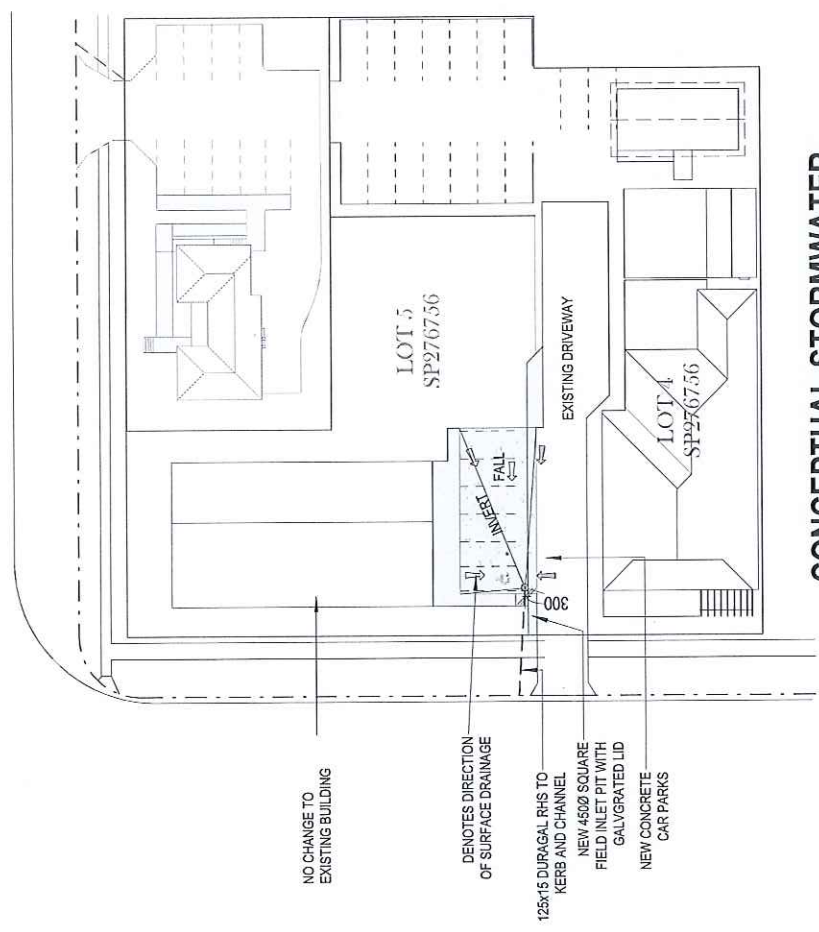 LOT 5
SP276756
EXISTING DRIVEWAY
LOT 4
SP276756
FALL
INVERT
300
NO CHANGE TO
EXISTING BUILDING
DENOTES DIRECTION
OF SURFACE DRAINAGE
125x15 DURAGAL RHS TO
KERB AND CHANNEL
NEW 450Ø SQUARE
FIELD INLET PIT WITH
GALVGRATED LID
NEW CONCRETE
CAR PARKS
CONCEPTUAL STORMWATER